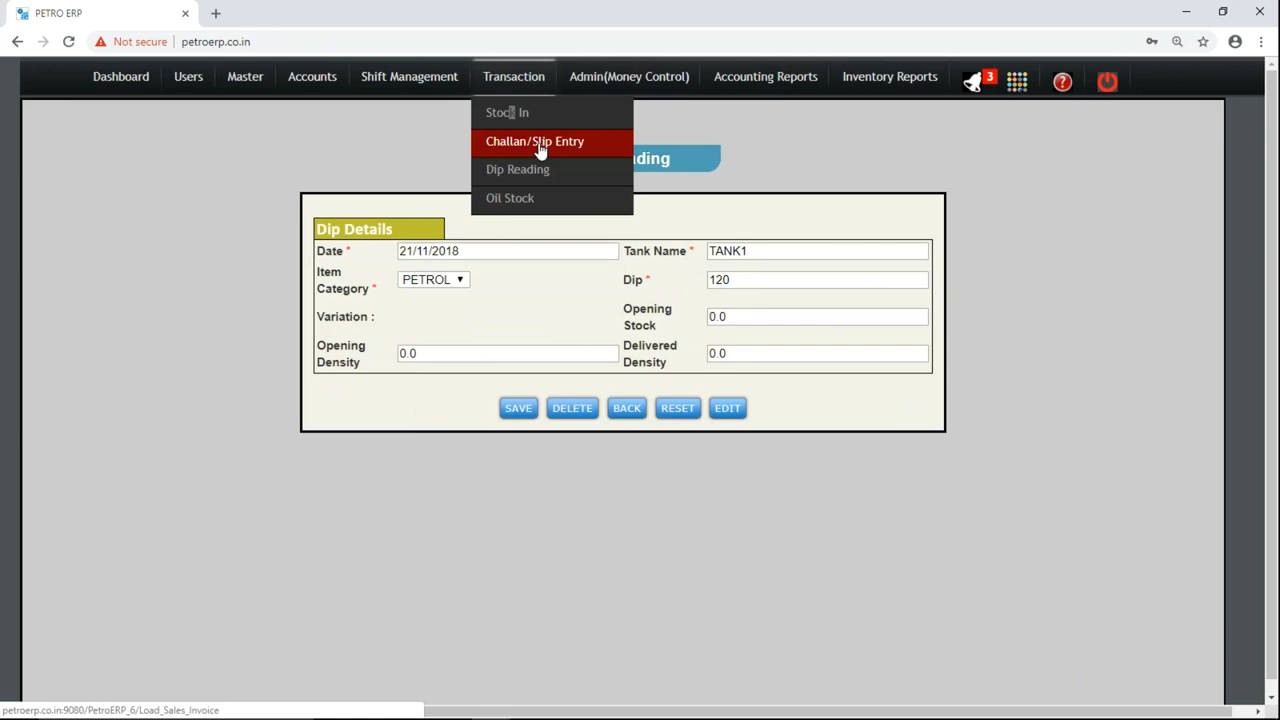 PETRO ERP
Not secure petroerp.co.in
Dashboard Users Master Accounts Shift Management Transaction Admin(Money Control) Accounting Reports Inventory Reports 3
Stock In
Challan/Slip Entry
Dip Reading
Oil Stock
ading
Dip Details
Date * 21/11/2018 Tank Name * TANK1
Item Category * PETROL Dip * 120
Variation : Opening Stock 0.0
Opening Density 0.0 Delivered Density 0.0
SAVE DELETE BACK RESET EDIT
petroerp.co.in:9080/PetroERP_6/Load_Sales_Invoice